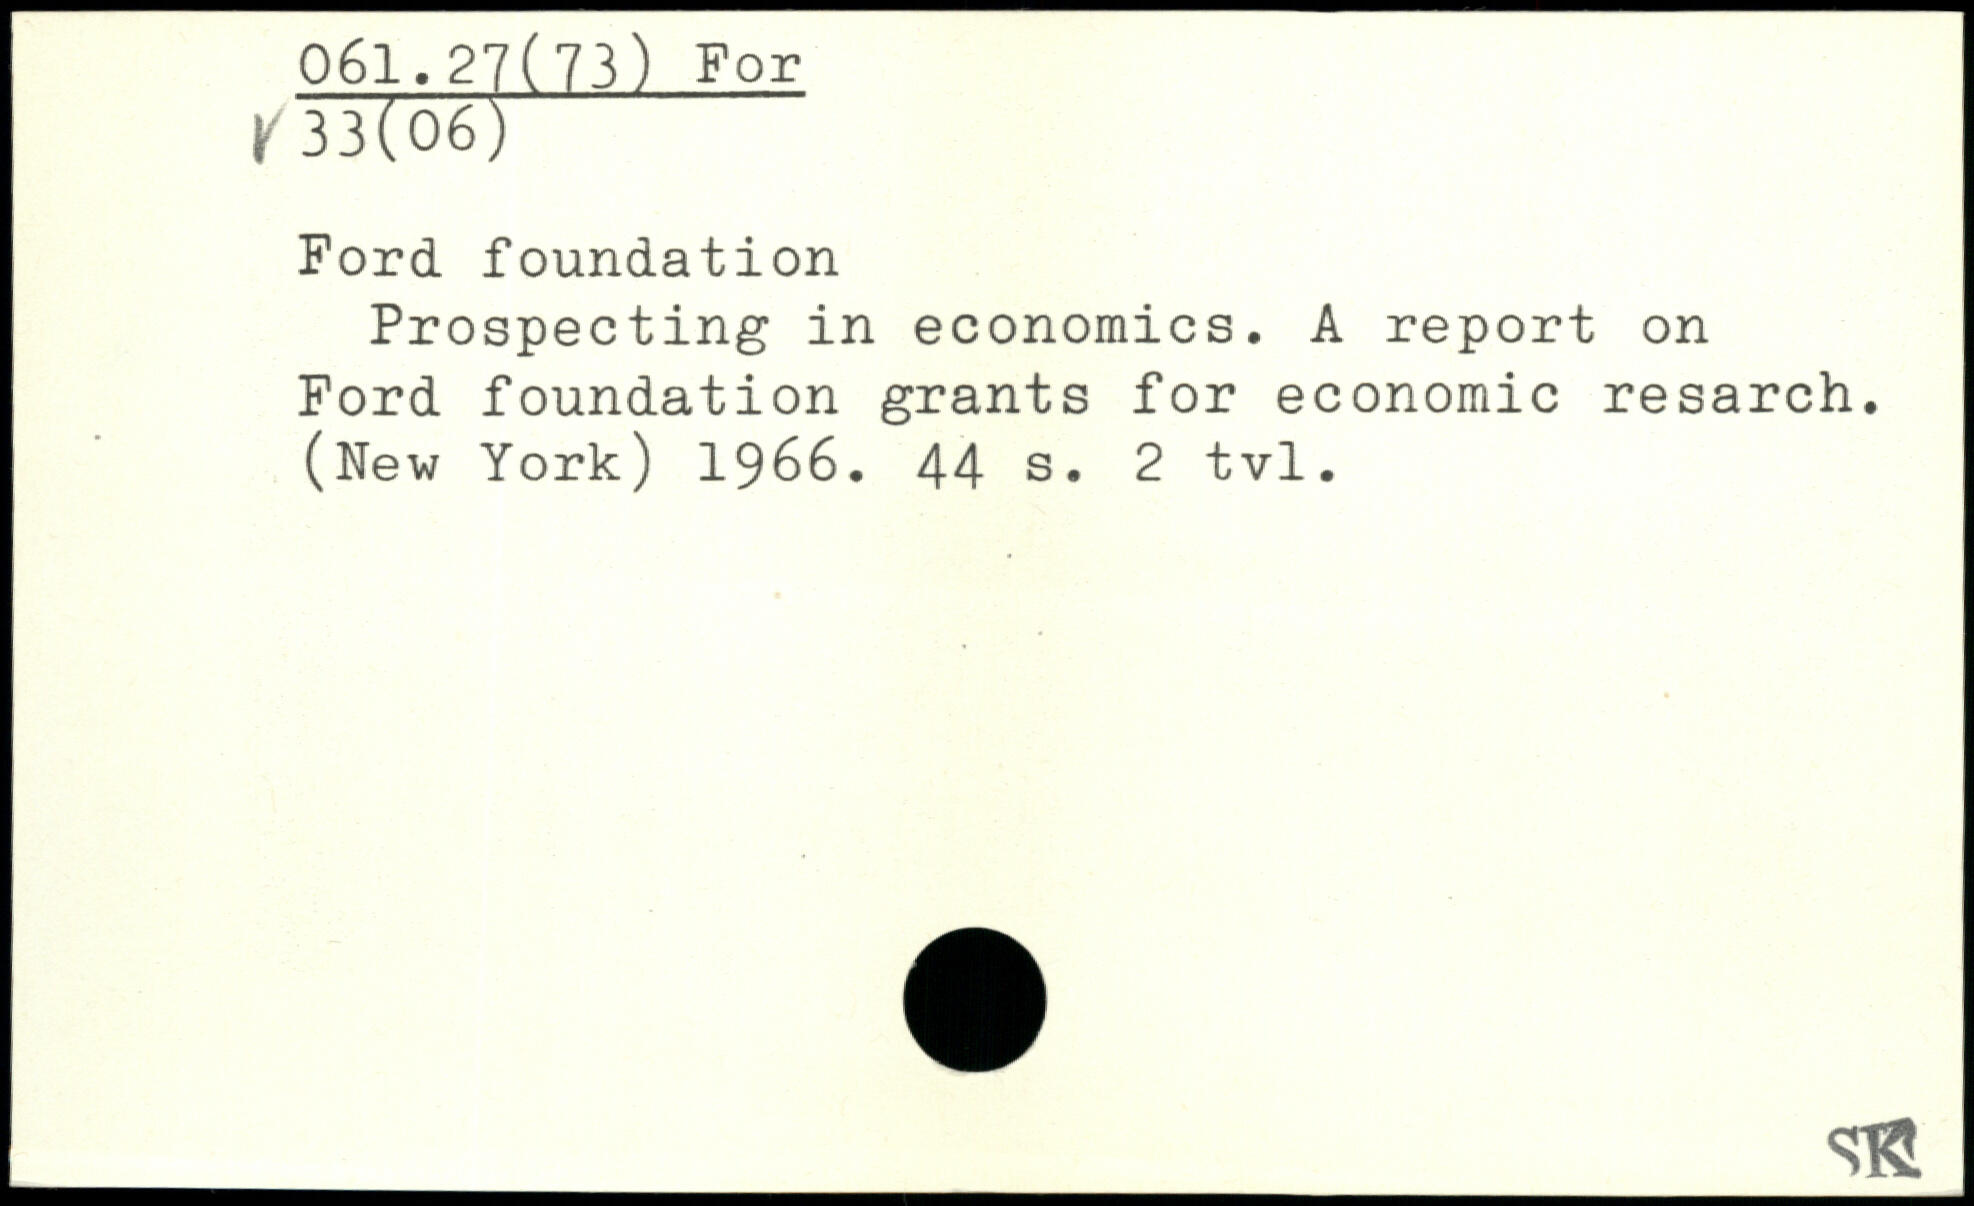 061.27(73) For
33(06)
Ford foundation
Prospecting in economics. A report on
Ford foundation grants for economic resarch.
(New York) 1966. 44 s. 2 tvl.
SK